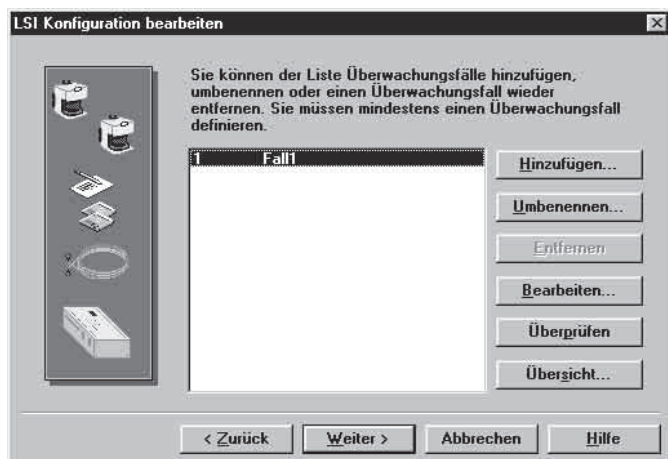 LSI Konfiguration bearbeiten
Sie können der Liste Überwachungsfälle hinzufügen,
umbenennen oder einen Überwachungsfall wieder
entfernen. Sie müssen mindestens einen Überwachungsfall
definieren.
1 Fall1
Hinzufügen...
Umbenennen...
Entfernen
Bearbeiten...
Überprüfen
Übersicht...
< Zurück
Weiter >
Abbrechen
Hilfe